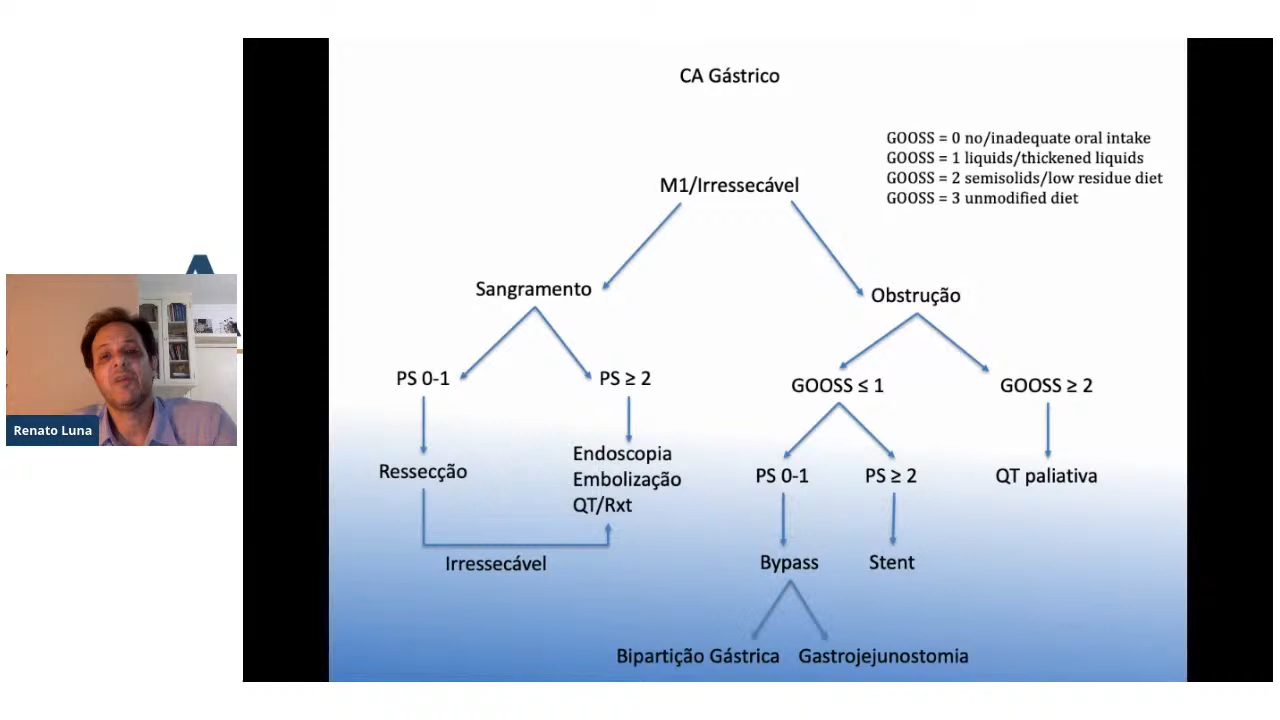 CA Gástrico
GOOSS = 0 no/inadequate oral intake
GOOSS = 1 liquids/thickened liquids
GOOSS = 2 semisolids/low residue diet
GOOSS = 3 unmodified diet
M1/Irressecável
Sangramento
Obstrução
PS 0-1
PS ≥ 2
GOOSS ≤ 1
GOOSS ≥ 2
Ressecção
Endoscopia
Embolização
QT/Rxt
PS 0-1
PS ≥ 2
QT paliativa
Irressecável
Bypass
Stent
Bipartição Gástrica
Gastrojejunostomia
Renato Luna